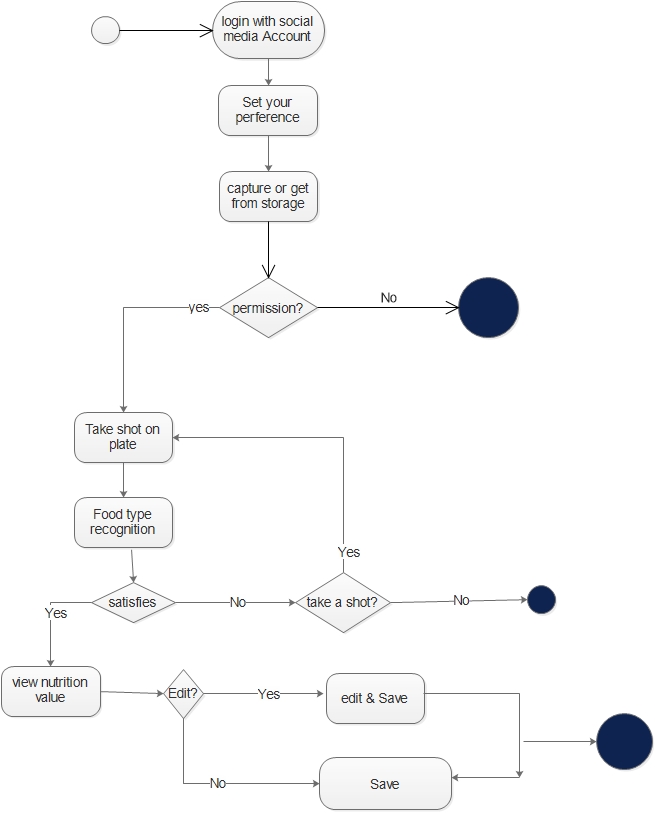 login with social
media Account
Set your
perference
capture or get
from storage
permission?
No
yes
Take shot on
plate
Food type
recognition
Yes
satisfies
No
take a shot?
No
Yes
view nutrition
value
Edit?
Yes
edit & Save
No
Save